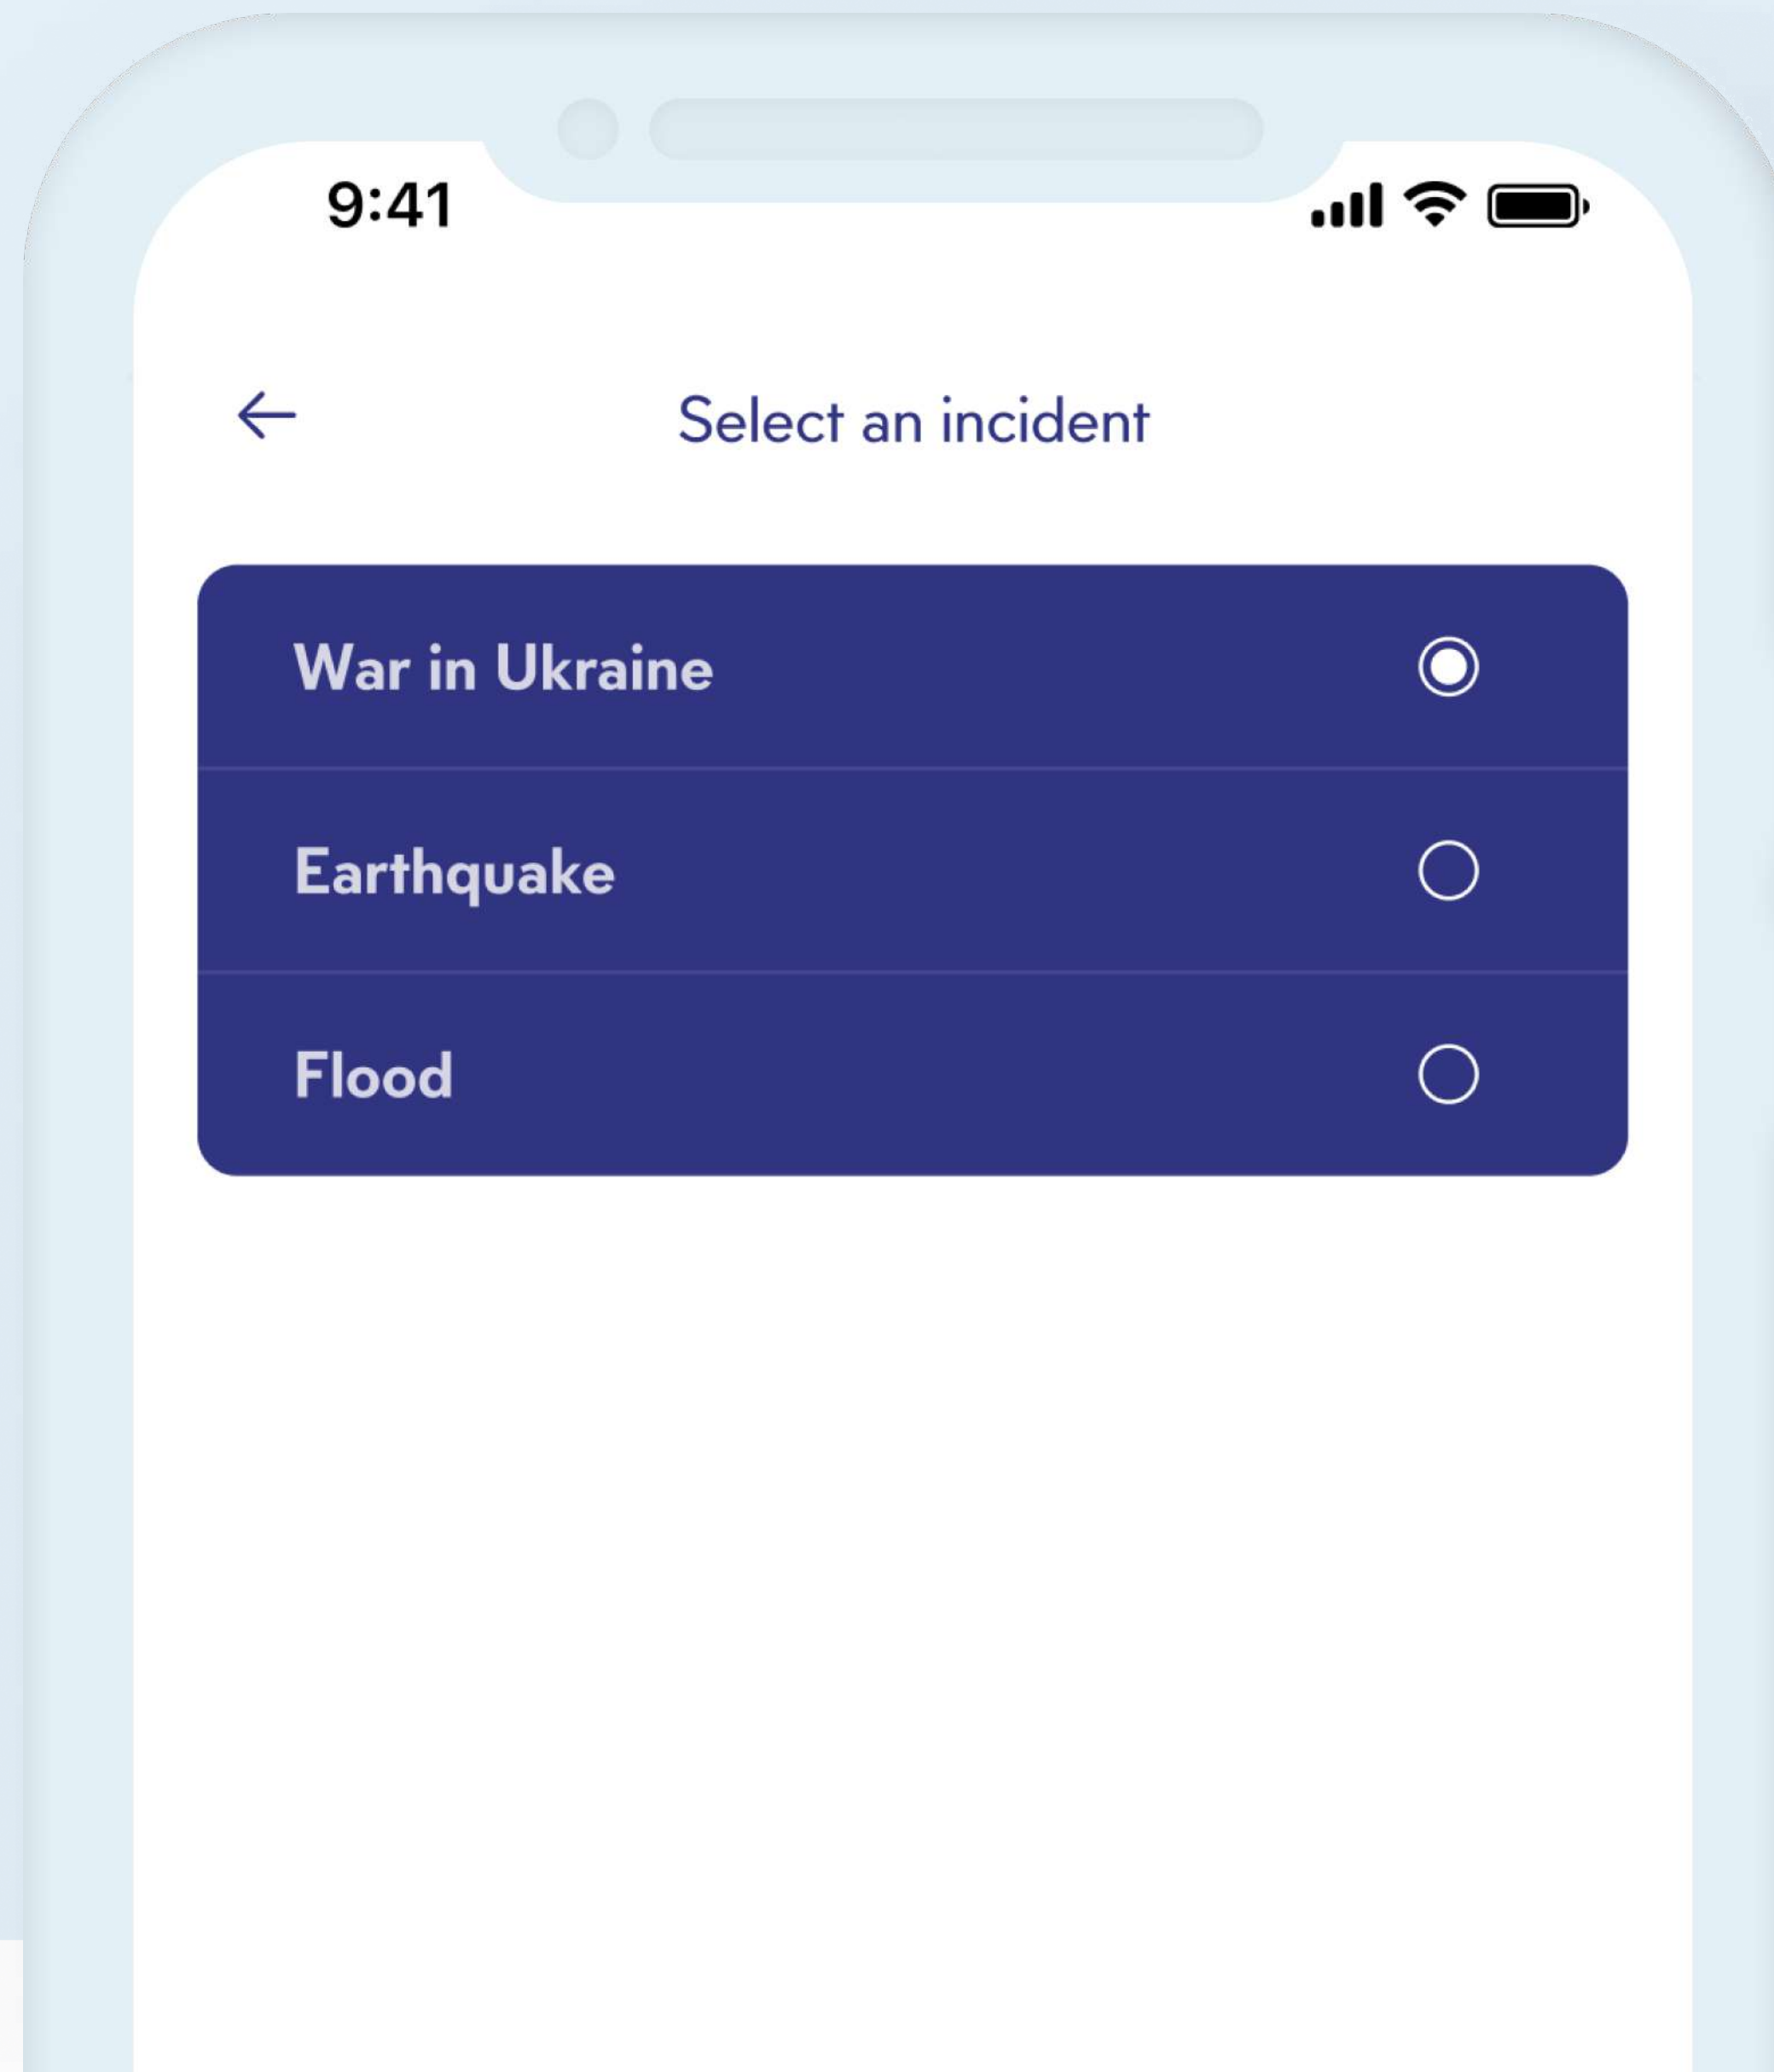 9:41
Select an incident
War in Ukraine
Earthquake
Flood